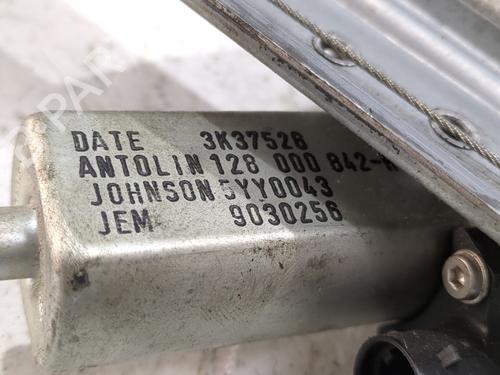 DATE 3K37528
ANTOLIN 128 000 842-
JOHNSON 5YY0043
JEM 9030256